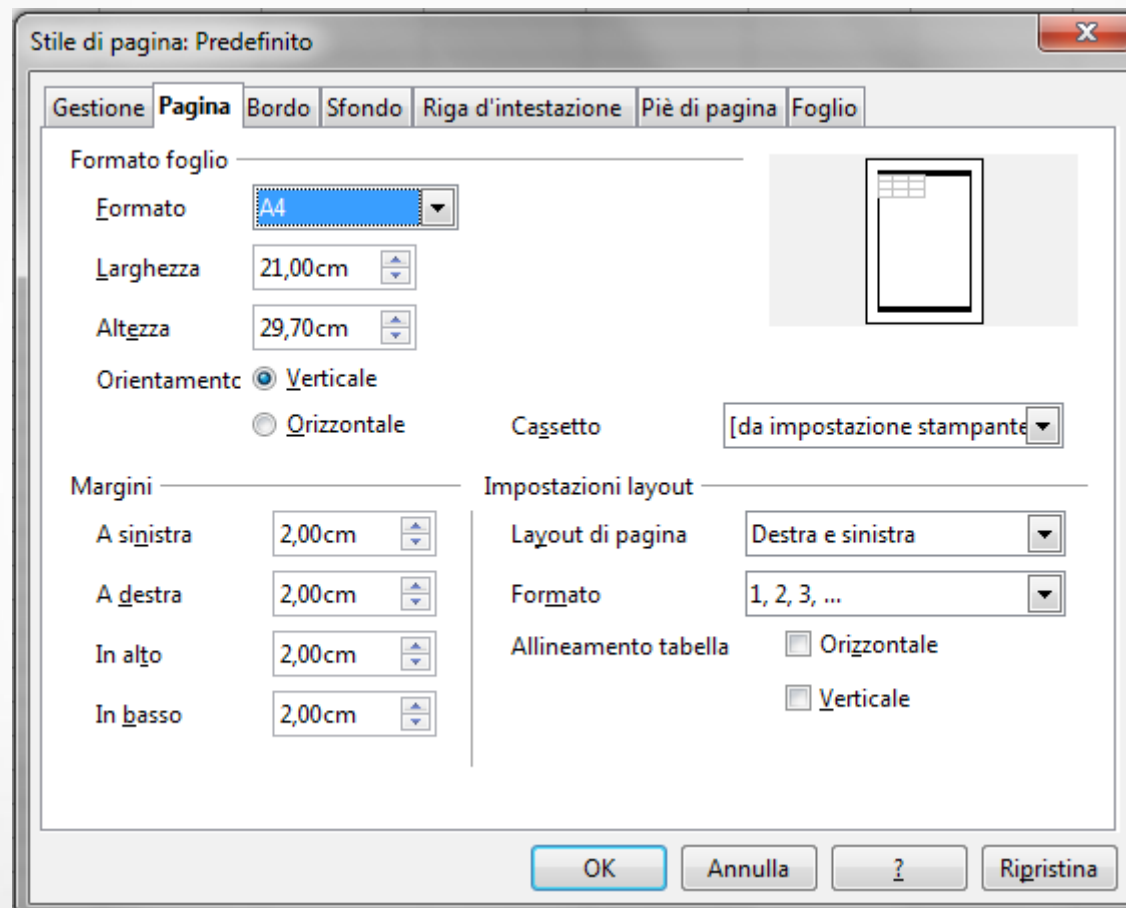 Stile di pagina: Predefinito
Gestione Pagina Bordo Sfondo Riga d'intestazione Piè di pagina Foglio
Formato foglio
Formato A4
Larghezza 21,00cm
Altezza 29,70cm
Orientamento Verticale
Orizzontale Cassetto [da impostazione stampante
Margini Impostazioni layout
A sinistra 2,00cm Layout di pagina Destra e sinistra
A destra 2,00cm Formato 1, 2, 3, ...
In alto 2,00cm Allineamento tabella Orizzontale
In basso 2,00cm Verticale
OK Annulla ? Ripristina